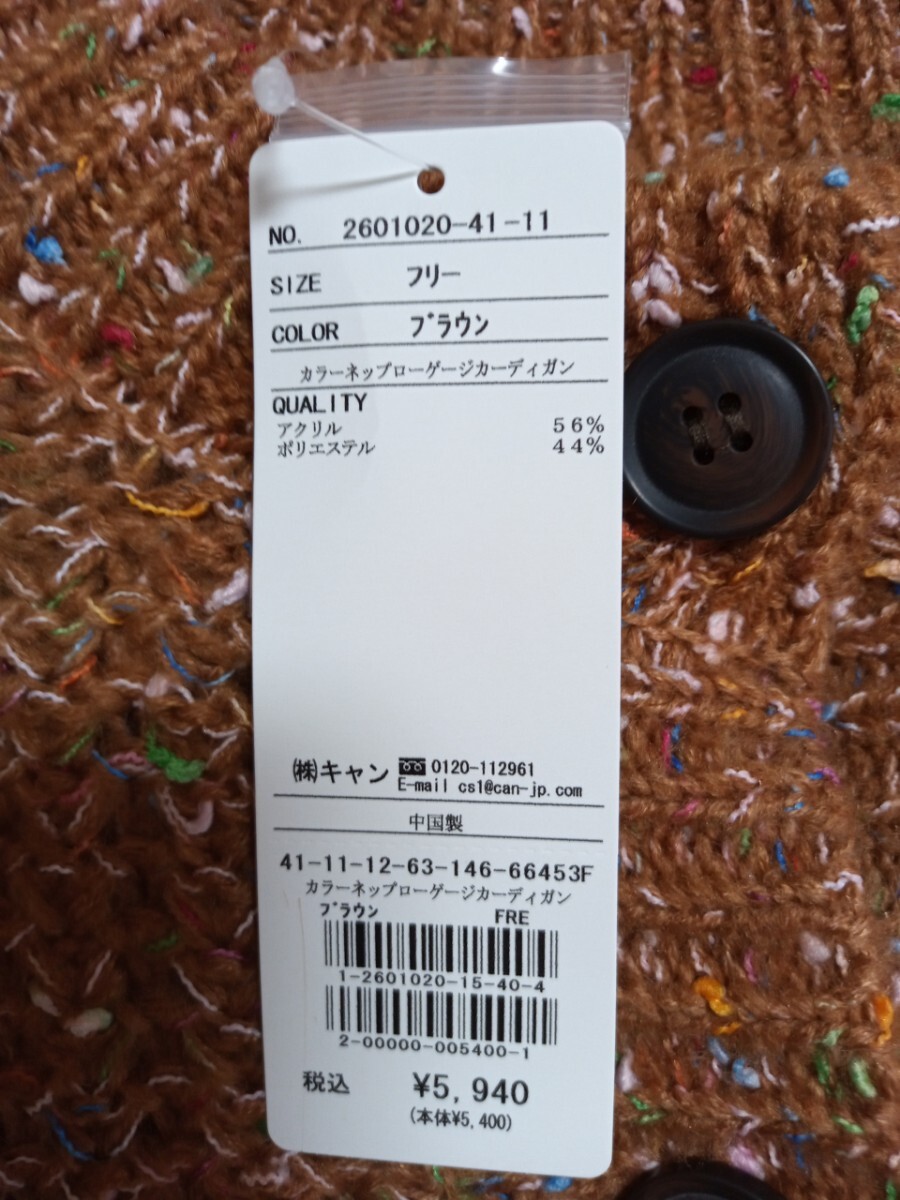 NO. 2601020-41-11
SIZE フリー
COLOR ﾌﾞﾗｳﾝ
カラーネップローゲージカーディガン
QUALITY
アクリル 56%
ポリエステル 44%
㈱キャン 0120-112961
E-mail cs1@can-jp.com
中国製
41-11-12-63-146-66453F
カラーネップローゲージカーディガン
ﾌﾞﾗｳﾝ FRE
1-2601020-15-40-4
2-00000-005400-1
税込 ¥5,940
(本体¥5,400)